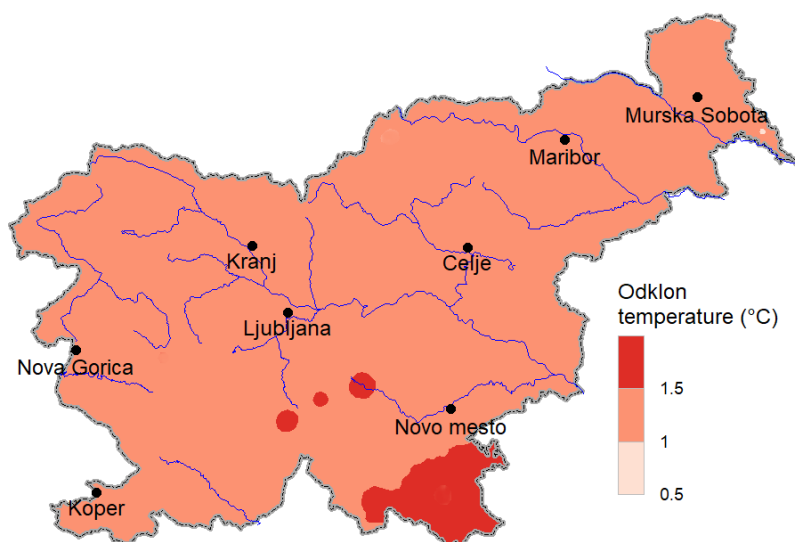 Murska Sobota
Maribor
Kranj
Celje
Ljubljana
Nova Gorica
Novo mesto
Koper
Odklon
temperature (°C)
1.5
1
0.5